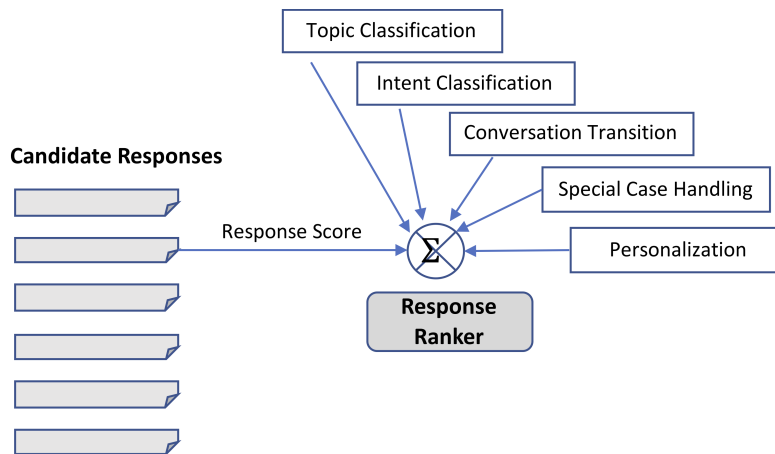 Topic Classification
Intent Classification
Conversation Transition
Candidate Responses
Special Case Handling
Response Score
Σ
Personalization
Response
Ranker